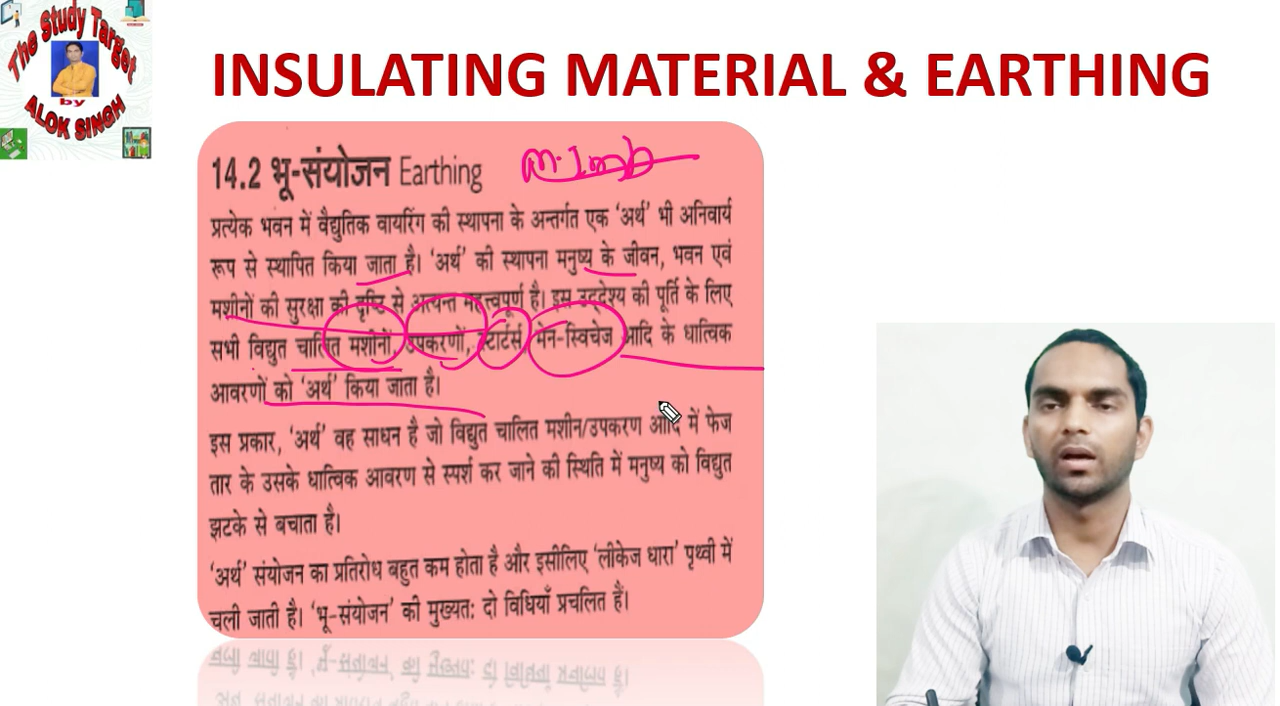 The Study Target
by
ALOK SINGH
INSULATING MATERIAL & EARTHING
14.2 भू-संयोजन Earthing
प्रत्येक भवन में वैद्युतिक वायरिंग की स्थापना के अन्तर्गत एक ‘अर्थ’ भी अनिवार्य
रूप से स्थापित किया जाता है। ‘अर्थ’ की स्थापना मनुष्य के जीवन, भवन एवं
मशीनों की सुरक्षा की दृष्टि से अत्यन्त महत्त्वपूर्ण है। इस उद्देश्य की पूर्ति के लिए
सभी विद्युत चालित मशीनों, उपकरणों, स्टार्टर्स, मेन-स्विचेज आदि के धात्विक
आवरणों को ‘अर्थ’ किया जाता है।
इस प्रकार, ‘अर्थ’ वह साधन है जो विद्युत चालित मशीन/उपकरण आदि में फेज
तार के उसके धात्विक आवरण से स्पर्श कर जाने की स्थिति में मनुष्य को विद्युत
झटके से बचाता है।
‘अर्थ’ संयोजन का प्रतिरोध बहुत कम होता है और इसीलिए ‘लीकेज धारा’ पृथ्वी में
चली जाती है। ‘भू-संयोजन’ की मुख्यत: दो विधियाँ प्रचलित हैं।